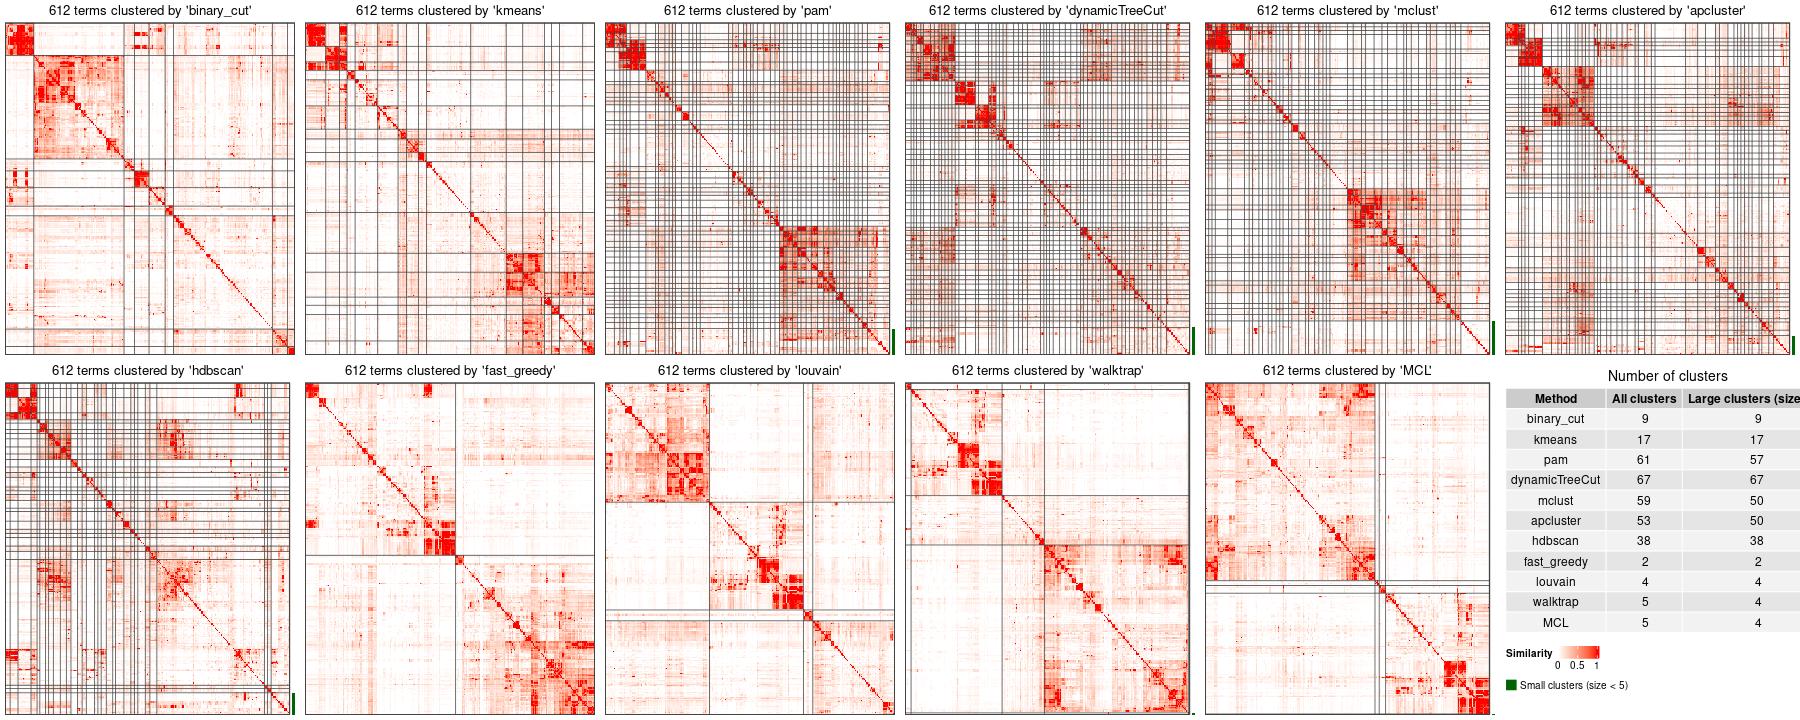 612 terms clustered by 'binary_cut'
612 terms clustered by 'kmeans'
612 terms clustered by 'pam'
612 terms clustered by 'dynamicTreeCut'
612 terms clustered by 'mclust'
612 terms clustered by 'apcluster'
612 terms clustered by 'hdbscan'
612 terms clustered by 'fast_greedy'
612 terms clustered by 'louvain'
612 terms clustered by 'walktrap'
612 terms clustered by 'MCL'
Number of clusters
Method All clusters Large clusters (size
binary_cut 9 9
kmeans 17 17
pam 61 57
dynamicTreeCut 67 67
mclust 59 50
apcluster 53 50
hdbscan 38 38
fast_greedy 2 2
louvain 4 4
walktrap 5 4
MCL 5 4
Similarity
0 0.5 1
Small clusters (size < 5)